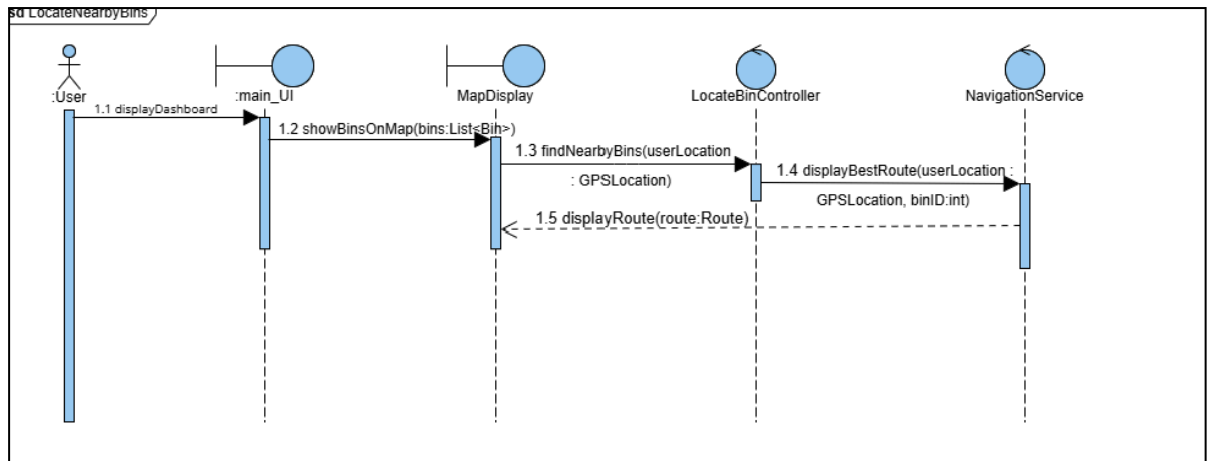 sd LocateNearbyBins
:User
:main_UI
MapDisplay
LocateBinController
NavigationService
1.1 displayDashboard
1.2 showBinsOnMap(bins:List<Bin>)
1.3 findNearbyBins(userLocation
: GPSLocation)
1.4 displayBestRoute(userLocation :
GPSLocation, binID:int)
1.5 displayRoute(route:Route)